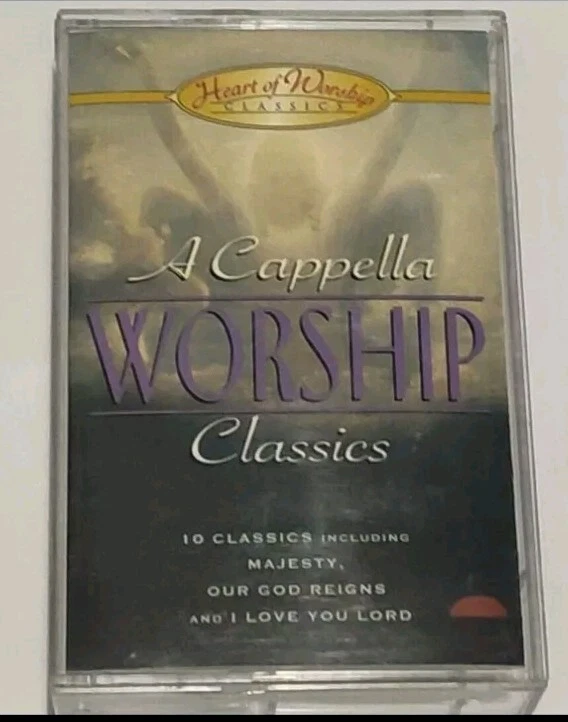 Heart of Worship
CLASSICS
A Cappella
WORSHIP
Classics
10 CLASSICS INCLUDING
MAJESTY,
OUR GOD REIGNS
AND I LOVE YOU LORD